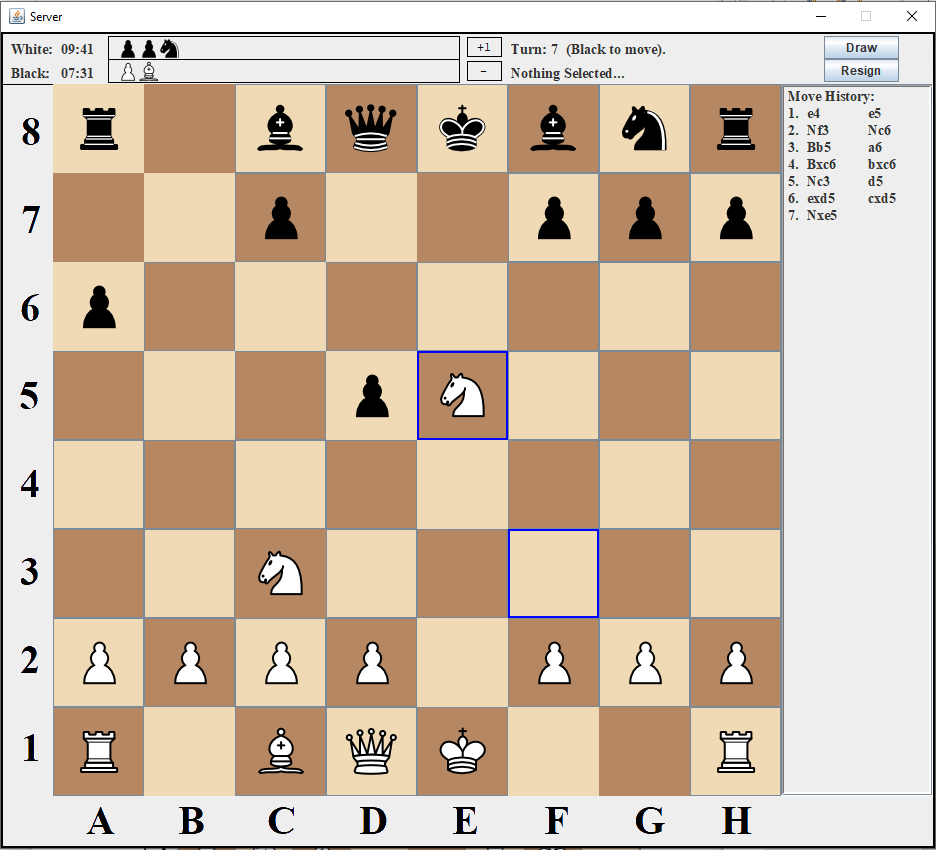 Server
White: 09:41 +1 Turn: 7 (Black to move). Draw
Black: 07:31 − Nothing Selected... Resign
Move History:
1. e4 e5
2. Nf3 Nc6
3. Bb5 a6
4. Bxc6 bxc6
5. Nc3 d5
6. exd5 cxd5
7. Nxe5
8
7
6
5
4
3
2
1
A B C D E F G H